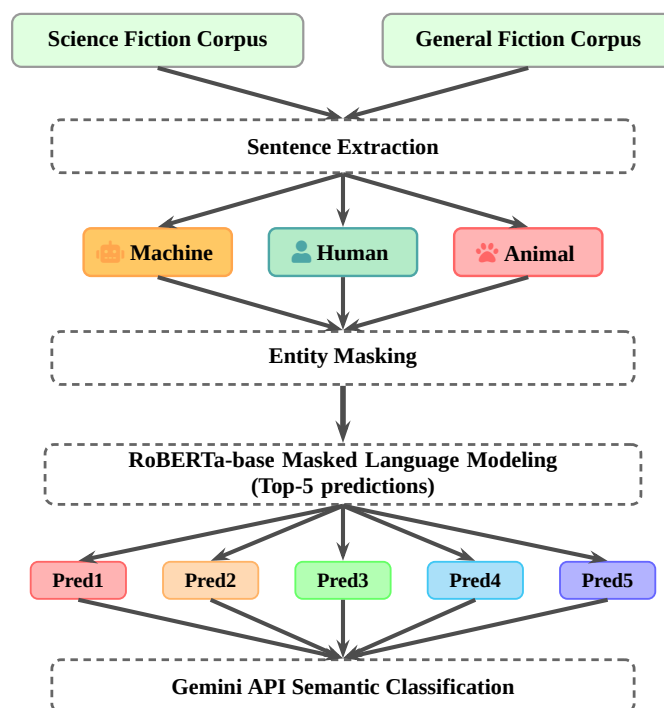 Science Fiction Corpus
General Fiction Corpus
Sentence Extraction
Machine
Human
Animal
Entity Masking
RoBERTa-base Masked Language Modeling
(Top-5 predictions)
Pred1
Pred2
Pred3
Pred4
Pred5
Gemini API Semantic Classification